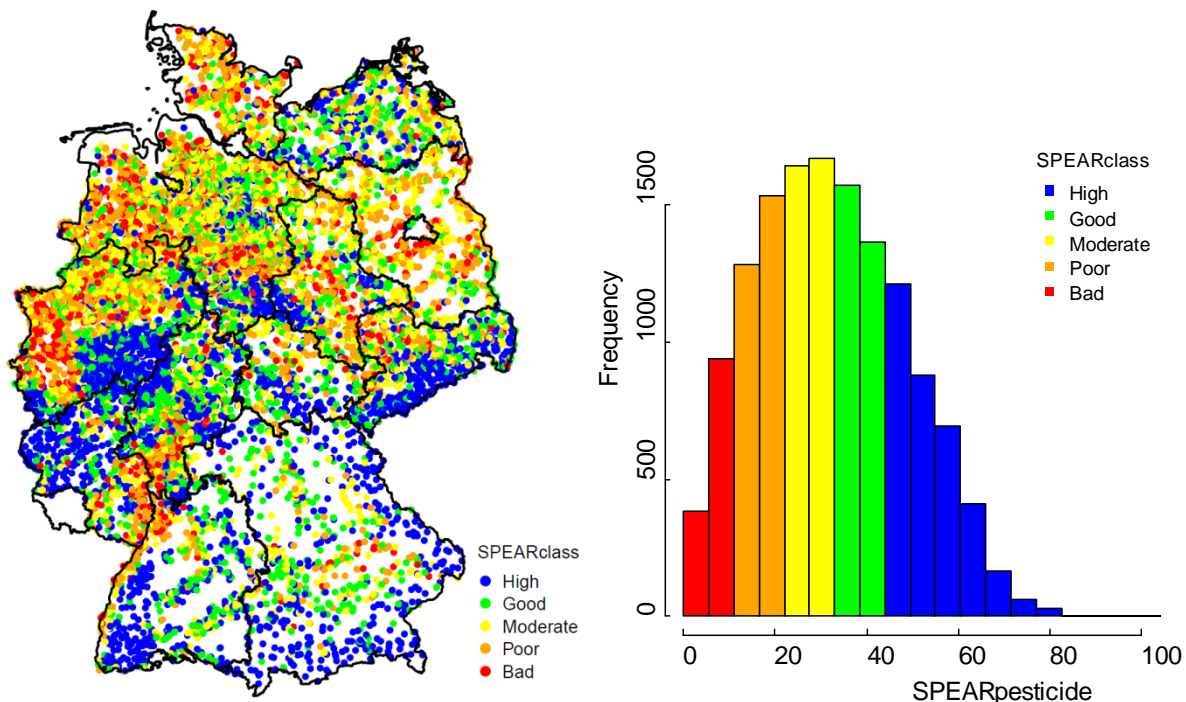 SPEARclass
High
Good
Moderate
Poor
Bad
Frequency
1500
1000
500
0
SPEARclass
High
Good
Moderate
Poor
Bad
0 20 40 60 80 100
SPEARpesticide